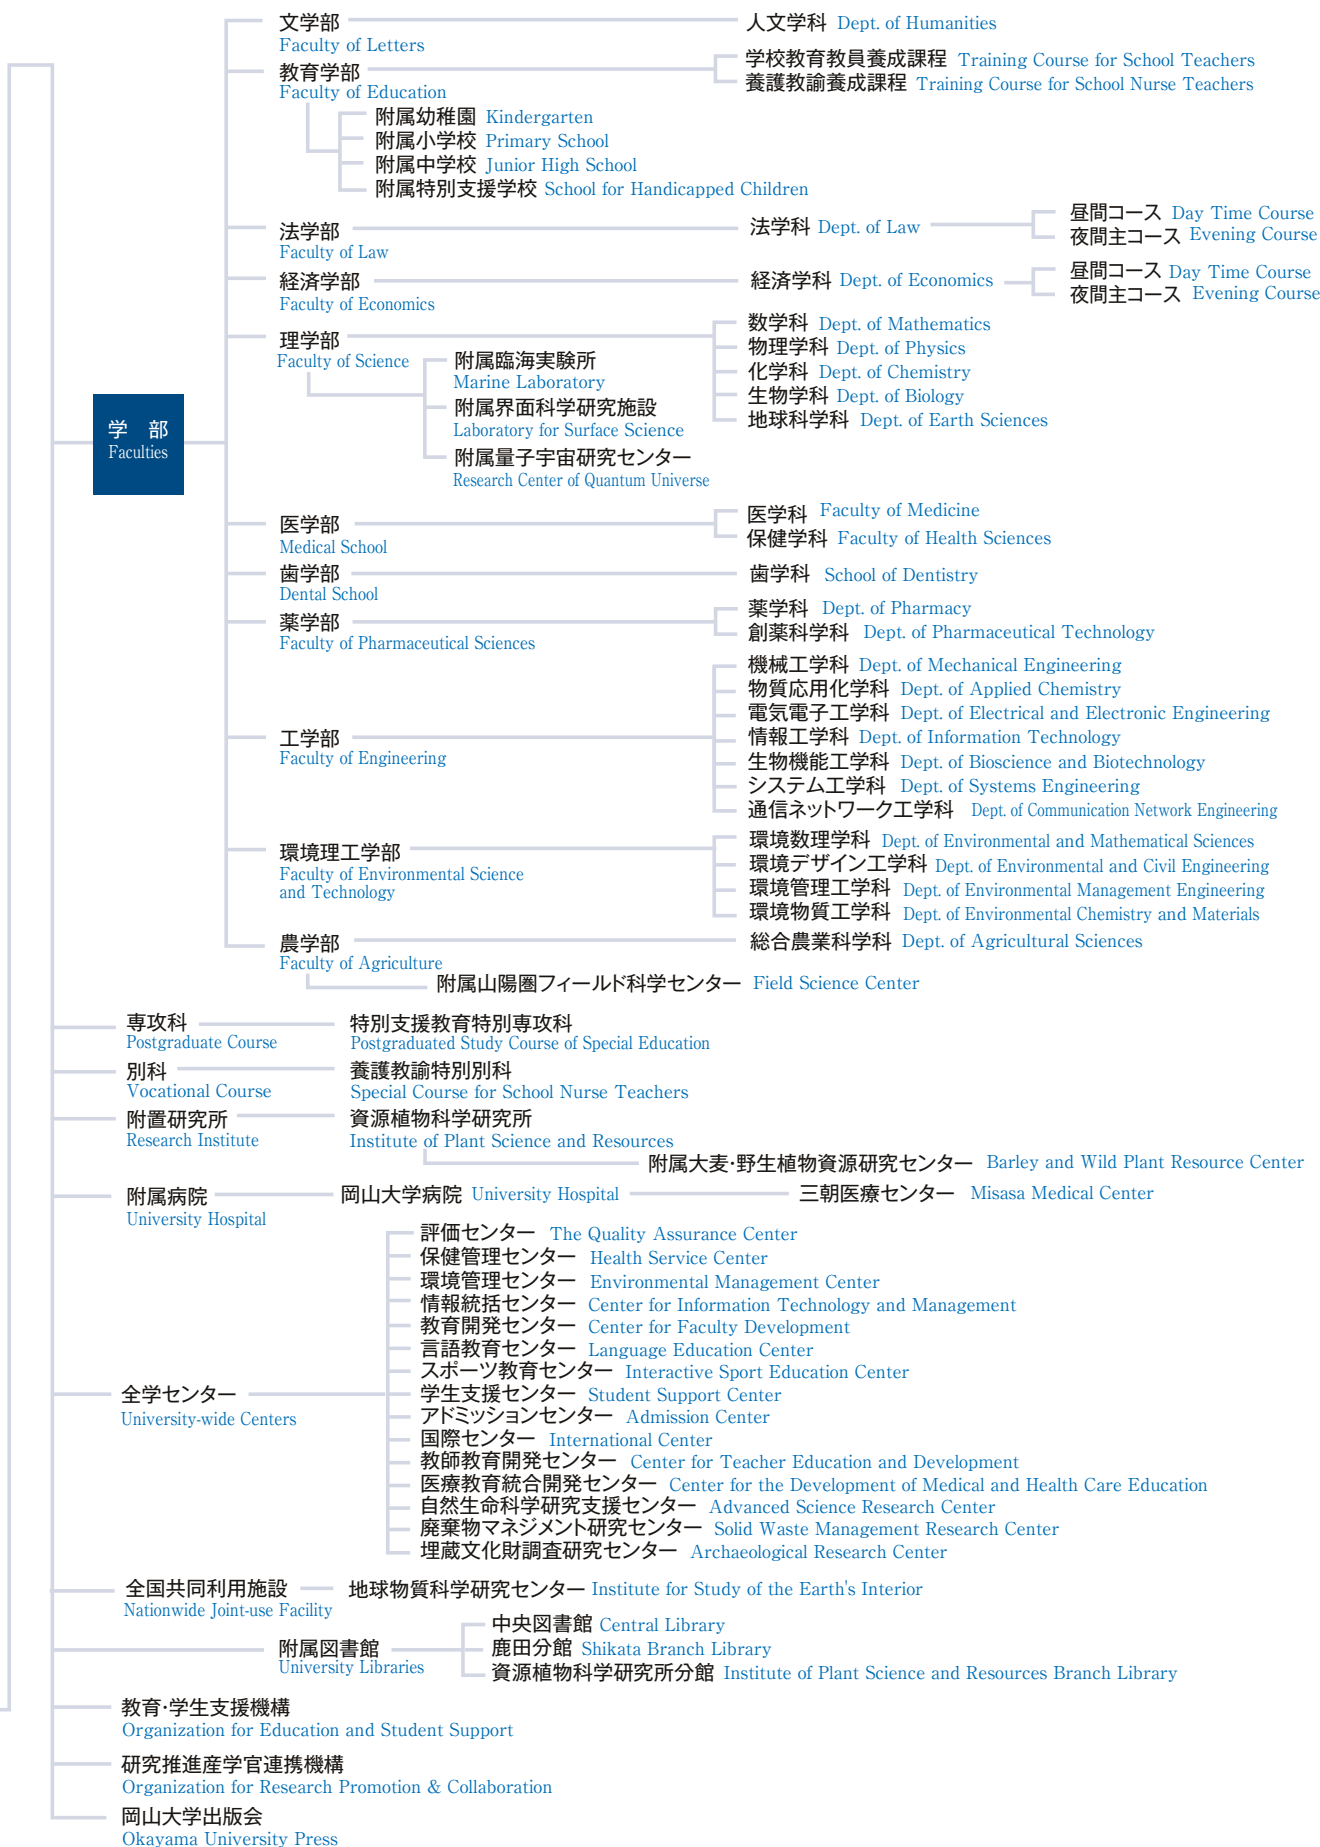 文学部
Faculty of Letters
人文学科 Dept. of Humanities
教育学部
Faculty of Education
学校教育教員養成課程 Training Course for School Teachers
養護教諭養成課程 Training Course for School Nurse Teachers
附属幼稚園 Kindergarten
附属小学校 Primary School
附属中学校 Junior High School
附属特別支援学校 School for Handicapped Children
法学部
Faculty of Law
法学科 Dept. of Law
昼間コース Day Time Course
夜間主コース Evening Course
経済学部
Faculty of Economics
経済学科 Dept. of Economics
昼間コース Day Time Course
夜間主コース Evening Course
理学部
Faculty of Science
数学科 Dept. of Mathematics
物理学科 Dept. of Physics
化学科 Dept. of Chemistry
生物学科 Dept. of Biology
地球科学科 Dept. of Earth Sciences
附属臨海実験所
Marine Laboratory
附属界面科学研究施設
Laboratory for Surface Science
附属量子宇宙研究センター
Research Center of Quantum Universe
学 部
Faculties
医学部
Medical School
医学科 Faculty of Medicine
保健学科 Faculty of Health Sciences
歯学部
Dental School
歯学科 School of Dentistry
薬学部
Faculty of Pharmaceutical Sciences
薬学科 Dept. of Pharmacy
創薬科学科 Dept. of Pharmaceutical Technology
工学部
Faculty of Engineering
機械工学科 Dept. of Mechanical Engineering
物質応用化学科 Dept. of Applied Chemistry
電気電子工学科 Dept. of Electrical and Electronic Engineering
情報工学科 Dept. of Information Technology
生物機能工学科 Dept. of Bioscience and Biotechnology
システム工学科 Dept. of Systems Engineering
通信ネットワーク工学科 Dept. of Communication Network Engineering
環境理工学部
Faculty of Environmental Science
and Technology
環境数理学科 Dept. of Environmental and Mathematical Sciences
環境デザイン工学科 Dept. of Environmental and Civil Engineering
環境管理工学科 Dept. of Environmental Management Engineering
環境物質工学科 Dept. of Environmental Chemistry and Materials
農学部
Faculty of Agriculture
総合農業科学科 Dept. of Agricultural Sciences
附属山陽圏フィールド科学センター Field Science Center
専攻科
Postgraduate Course
特別支援教育特別専攻科
Postgraduated Study Course of Special Education
別科
Vocational Course
養護教諭特別別科
Special Course for School Nurse Teachers
附置研究所
Research Institute
資源植物科学研究所
Institute of Plant Science and Resources
附属大麦･野生植物資源研究センター Barley and Wild Plant Resource Center
附属病院
University Hospital
岡山大学病院 University Hospital
三朝医療センター Misasa Medical Center
全学センター
University-wide Centers
評価センター The Quality Assurance Center
保健管理センター Health Service Center
環境管理センター Environmental Management Center
情報統括センター Center for Information Technology and Management
教育開発センター Center for Faculty Development
言語教育センター Language Education Center
スポーツ教育センター Interactive Sport Education Center
学生支援センター Student Support Center
アドミッションセンター Admission Center
国際センター International Center
教師教育開発センター Center for Teacher Education and Development
医療教育統合開発センター Center for the Development of Medical and Health Care Education
自然生命科学研究支援センター Advanced Science Research Center
廃棄物マネジメント研究センター Solid Waste Management Research Center
埋蔵文化財調査研究センター Archaeological Research Center
全国共同利用施設
Nationwide Joint-use Facility
地球物質科学研究センター Institute for Study of the Earth's Interior
附属図書館
University Libraries
中央図書館 Central Library
鹿田分館 Shikata Branch Library
資源植物科学研究所分館 Institute of Plant Science and Resources Branch Library
教育･学生支援機構
Organization for Education and Student Support
研究推進産学官連携機構
Organization for Research Promotion & Collaboration
岡山大学出版会
Okayama University Press